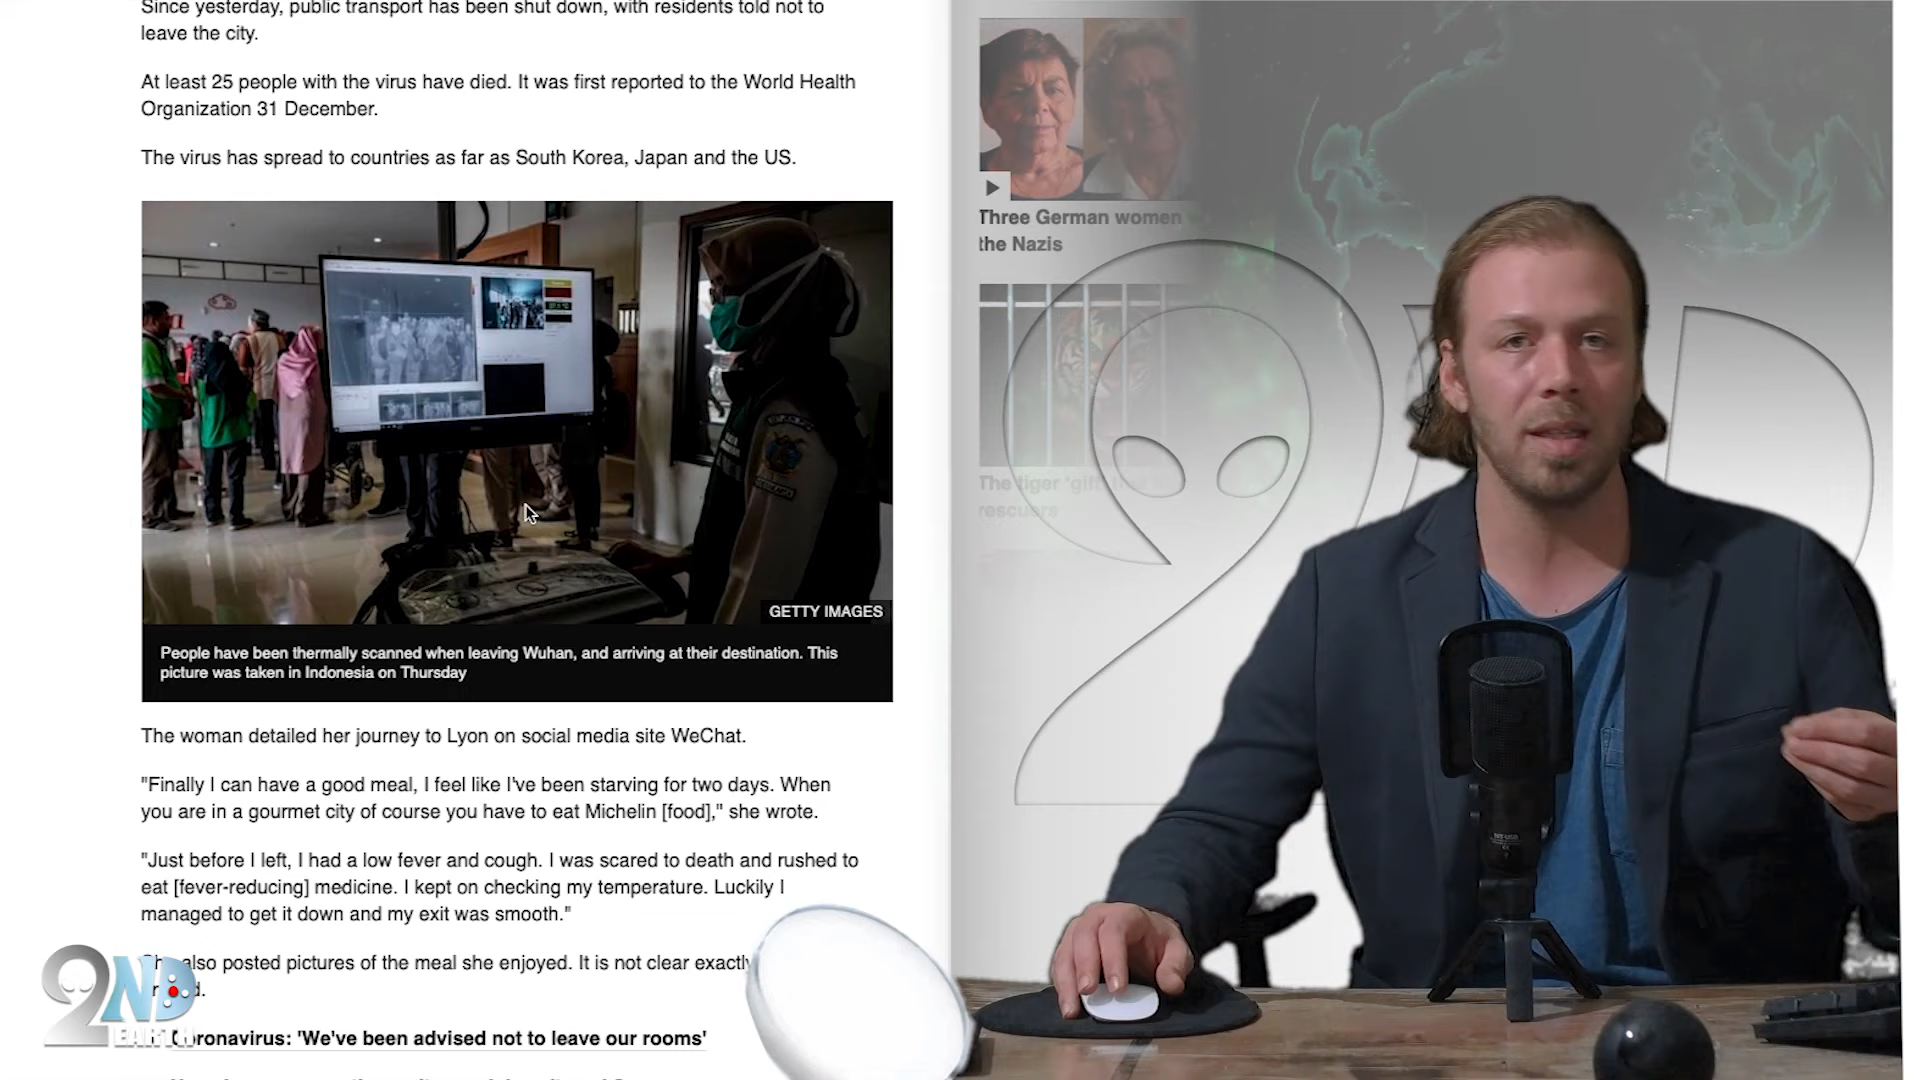 Since yesterday, public transport has been shut down, with residents told not to
leave the city.
At least 25 people with the virus have died. It was first reported to the World Health
Organization 31 December.
The virus has spread to countries as far as South Korea, Japan and the US.
GETTY IMAGES
People have been thermally scanned when leaving Wuhan, and arriving at their destination. This
picture was taken in Indonesia on Thursday
The woman detailed her journey to Lyon on social media site WeChat.
"Finally I can have a good meal, I feel like I've been starving for two days. When
you are in a gourmet city of course you have to eat Michelin [food]," she wrote.
"Just before I left, I had a low fever and cough. I was scared to death and rushed to
eat [fever-reducing] medicine. I kept on checking my temperature. Luckily I
managed to get it down and my exit was smooth."
also posted pictures of the meal she enjoyed. It is not clear exactly
Coronavirus: 'We've been advised not to leave our rooms'
Three German women
the Nazis
The tiger 'gift'
rescuers
2ND
EARTH
2 D